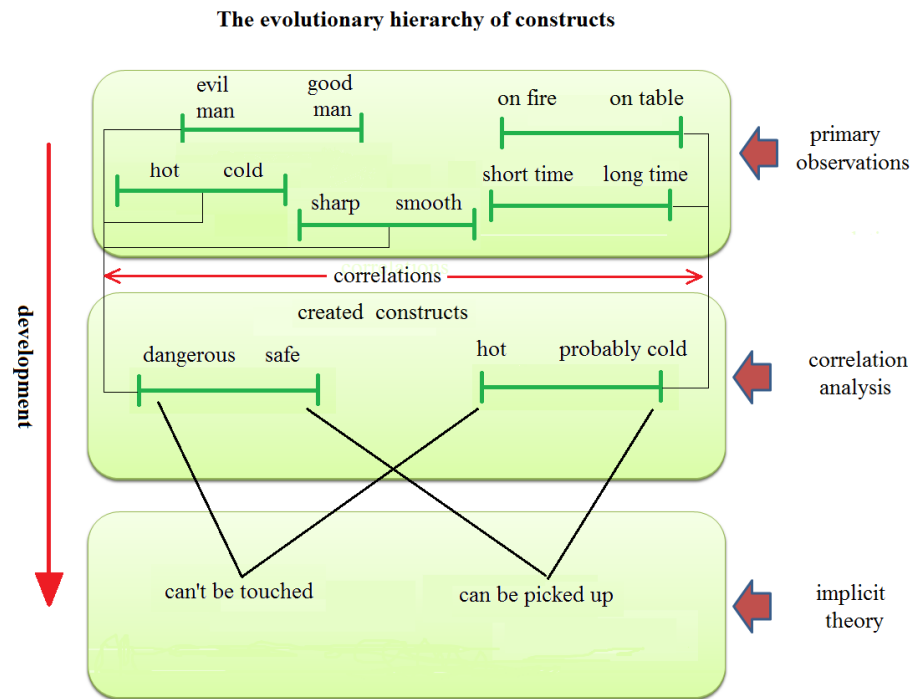 The evolutionary hierarchy of constructs
evil man
good man
on fire
on table
hot
cold
sharp
smooth
short time
long time
primary
observations
correlations
created constructs
dangerous
safe
hot
probably cold
correlation
analysis
development
can't be touched
can be picked up
implicit
theory